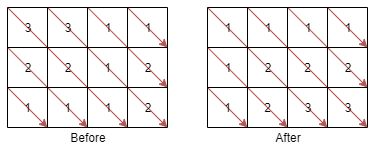 3 3 1 1
2 2 1 2
1 1 1 2
Before
1 1 1 1
1 2 2 2
1 2 3 3
After